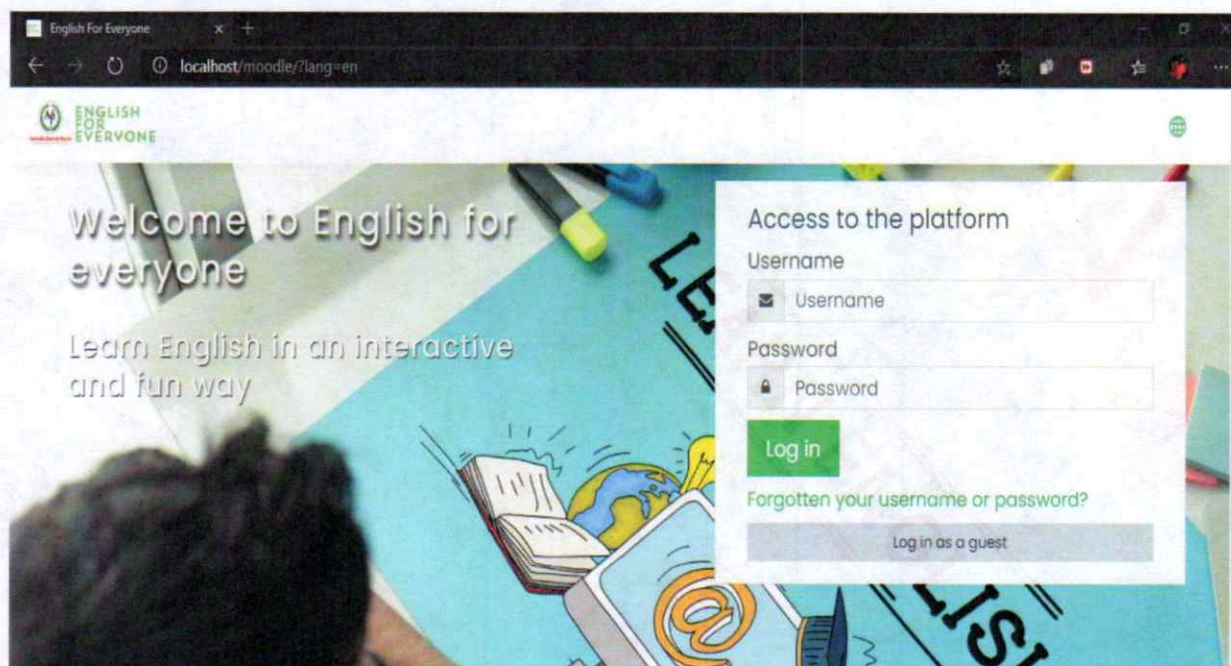 English For Everyone
localhost/moodle/?lang=en
ENGLISH
FOR
EVERYONE
Welcome to English for
everyone
Learn English in an interactive
and fun way
Access to the platform
Username
Username
Password
Password
Log in
Forgotten your username or password?
Log in as a guest
LE
LISH
@